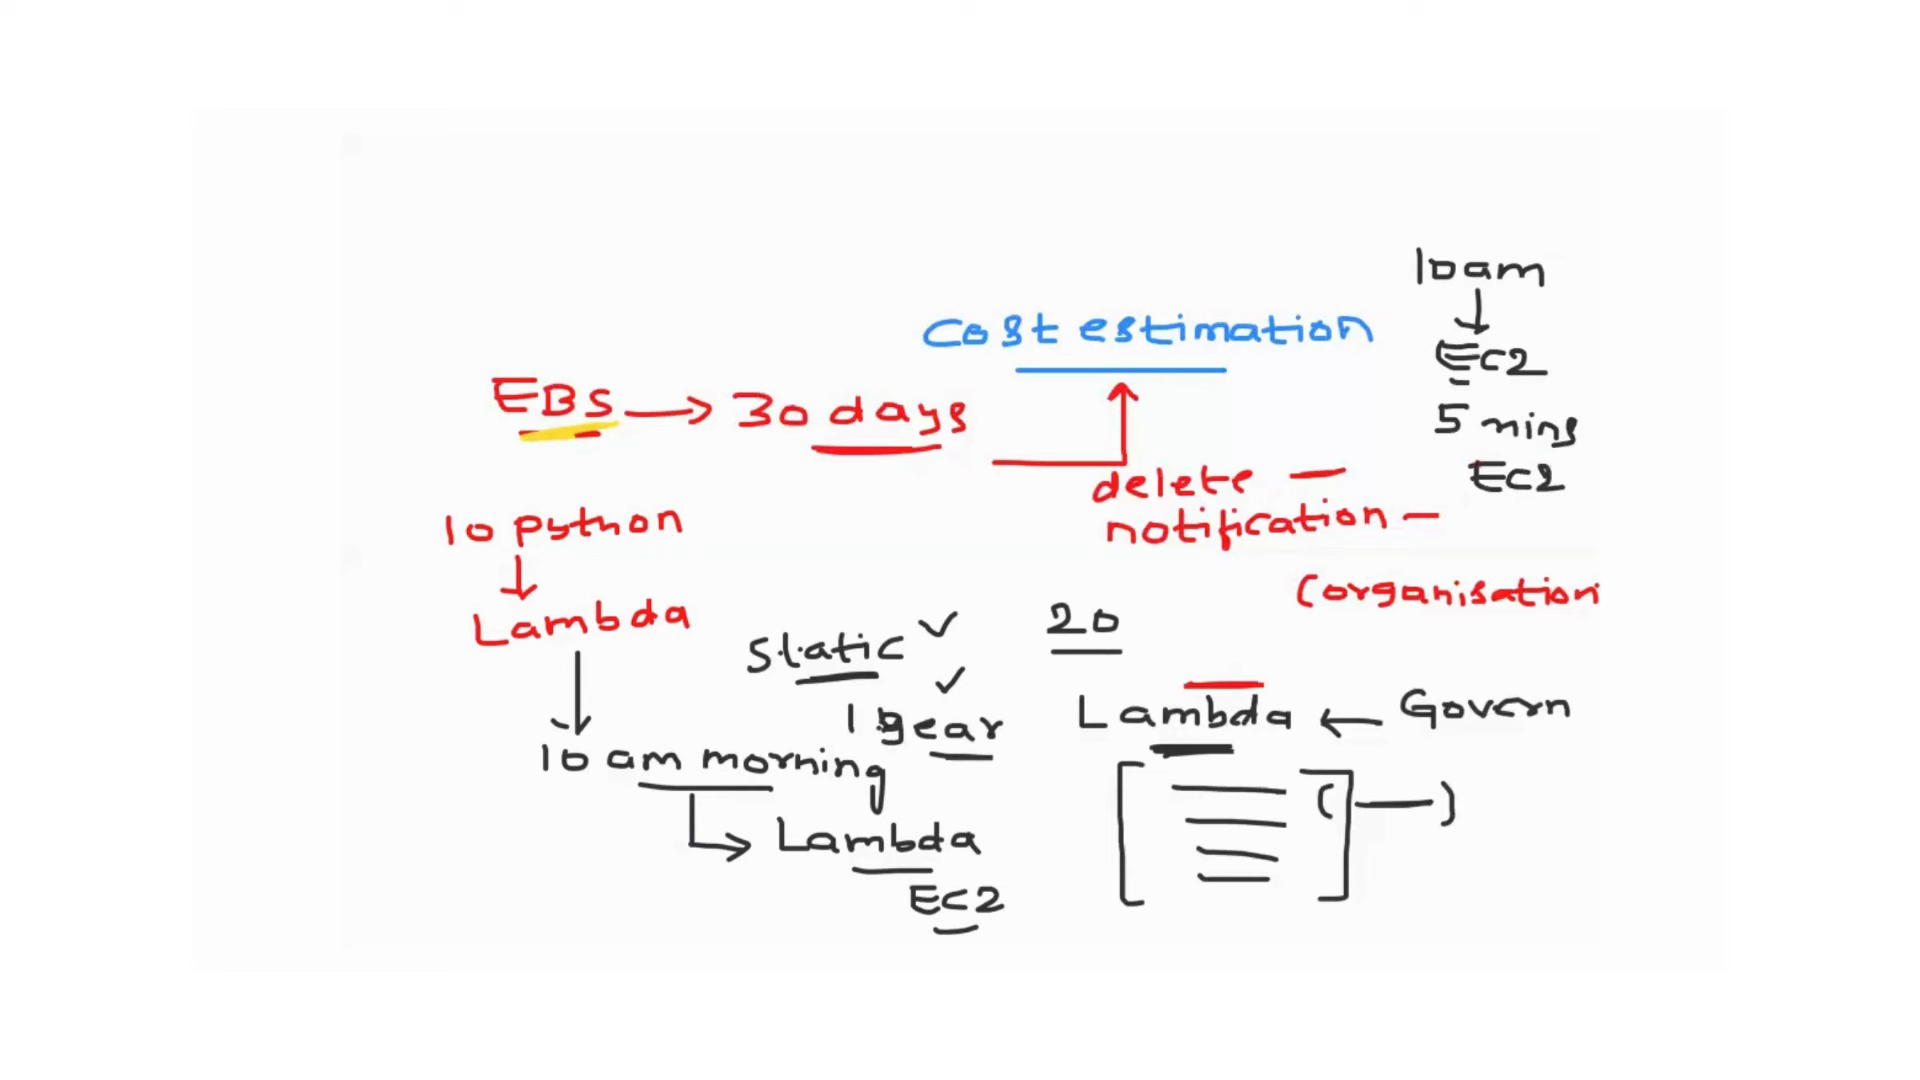 10am
Cost estimation
EC2
EBS → 30 days
5 mins
EC2
delete —
notification —
10 python
(organisation
Lambda
static ✓
20
1 year ✓
Lambda ← Govern
10 am morning
Lambda
EC2